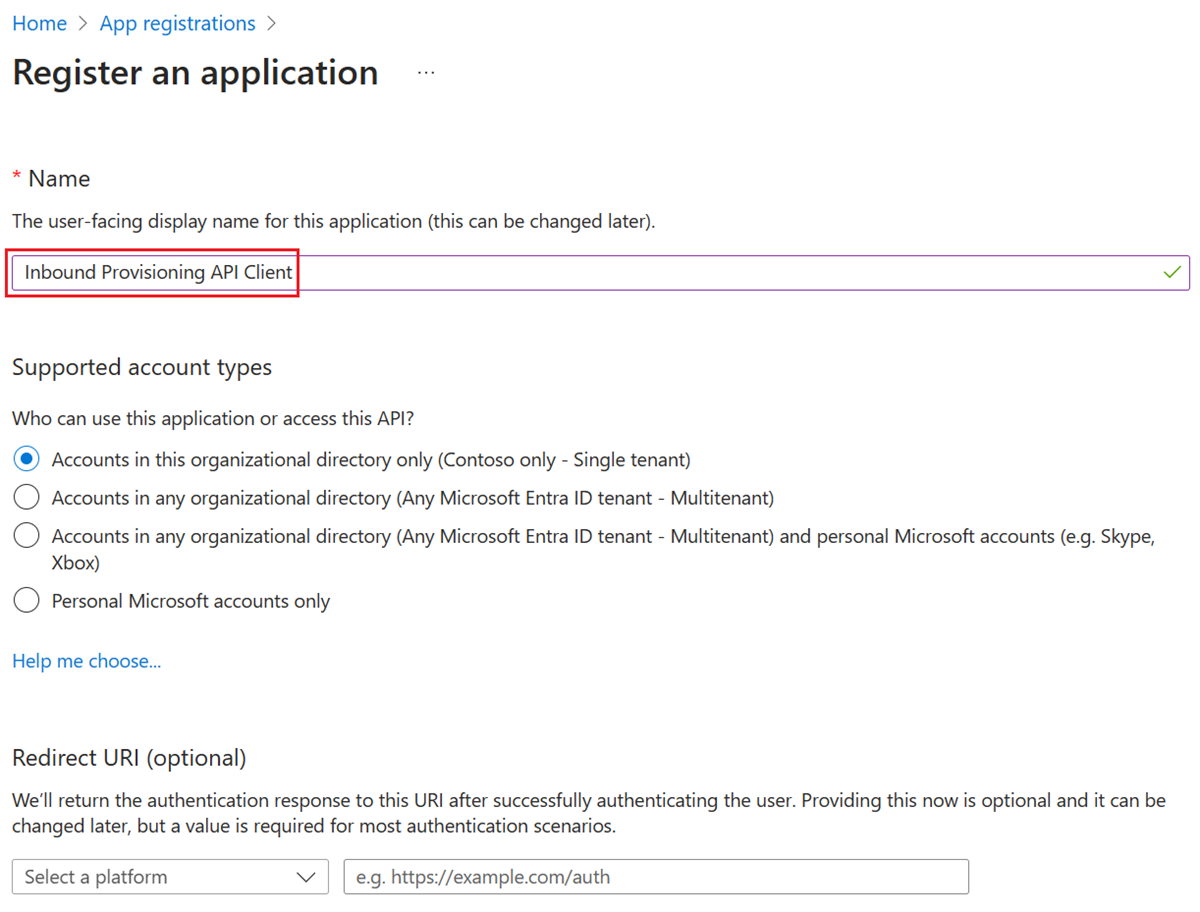 Home > App registrations >
Register an application ...
* Name
The user-facing display name for this application (this can be changed later).
Inbound Provisioning API Client
Supported account types
Who can use this application or access this API?
Accounts in this organizational directory only (Contoso only - Single tenant)
Accounts in any organizational directory (Any Microsoft Entra ID tenant - Multitenant)
Accounts in any organizational directory (Any Microsoft Entra ID tenant - Multitenant) and personal Microsoft accounts (e.g. Skype,
Xbox)
Personal Microsoft accounts only
Help me choose...
Redirect URI (optional)
We'll return the authentication response to this URI after successfully authenticating the user. Providing this now is optional and it can be
changed later, but a value is required for most authentication scenarios.
Select a platform e.g. https://example.com/auth